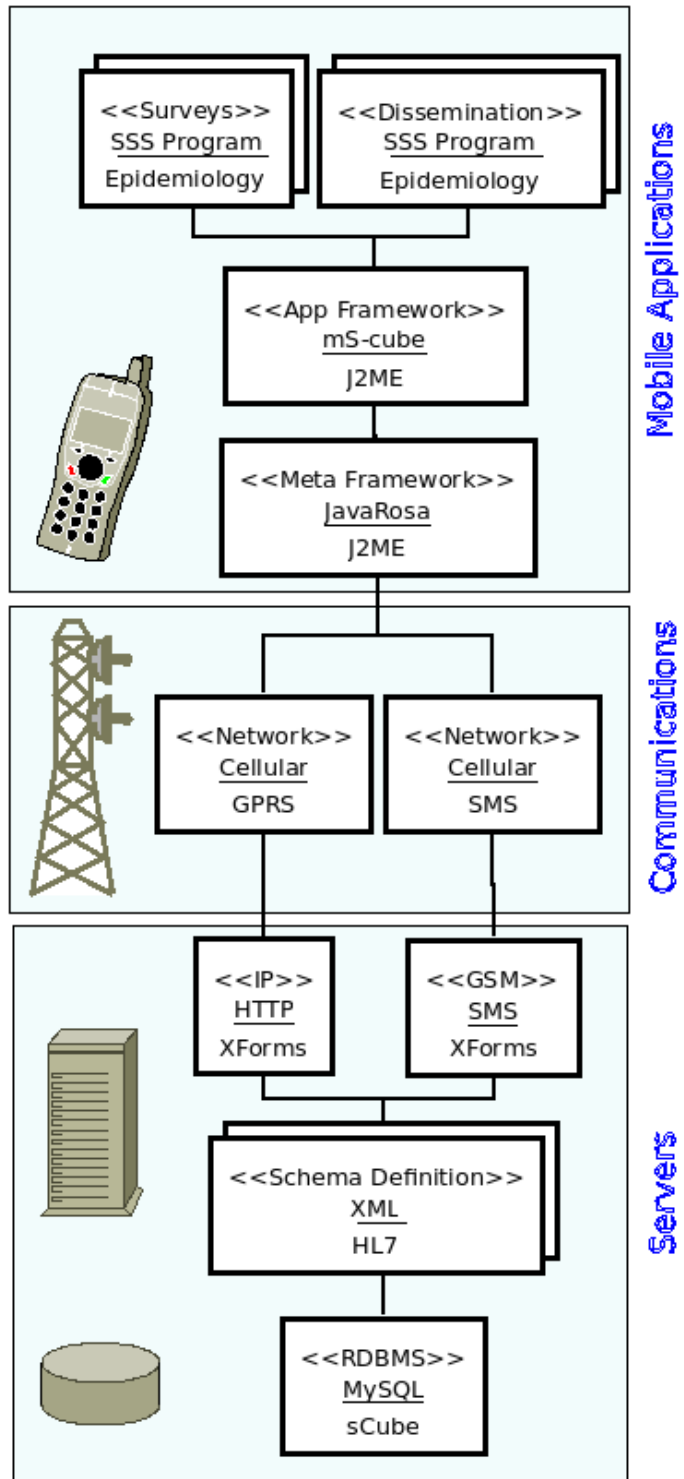 <<Surveys>>
SSS Program
Epidemiology
<<Dissemination>>
SSS Program
Epidemiology
<<App Framework>>
mS-cube
J2ME
<<Meta Framework>>
JavaRosa
J2ME
Mobile Applications
<<Network>>
Cellular
GPRS
<<Network>>
Cellular
SMS
Communications
<<IP>>
HTTP
XForms
<<GSM>>
SMS
XForms
<<Schema Definition>>
XML
HL7
<<RDBMS>>
MySQL
sCube
Servers